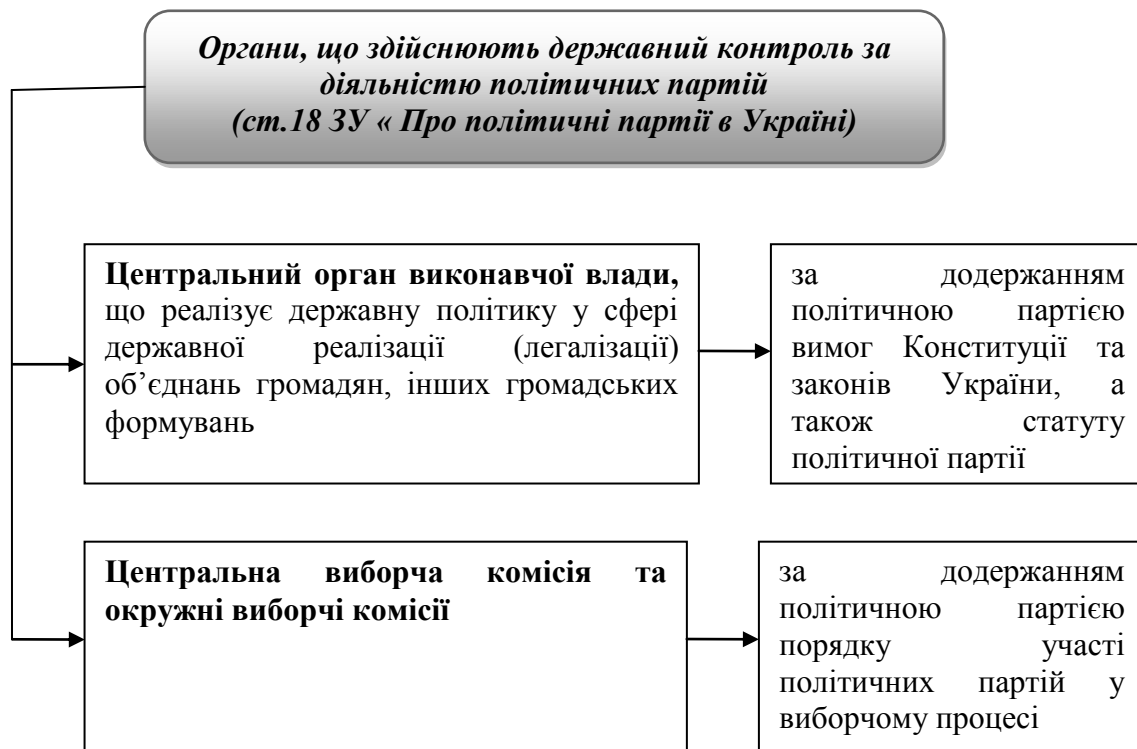 Органи, що здійснюють державний контроль за
діяльністю політичних партій
(ст.18 ЗУ « Про політичні партії в Україні)
Центральний орган виконавчої влади,
що реалізує державну політику у сфері
державної реалізації (легалізації)
об’єднань громадян, інших громадських
формувань
за додержанням
політичною партією
вимог Конституції та
законів України, а
також статуту
політичної партії
Центральна виборча комісія та
окружні виборчі комісії
за додержанням
політичною партією
порядку участі
політичних партій у
виборчому процесі